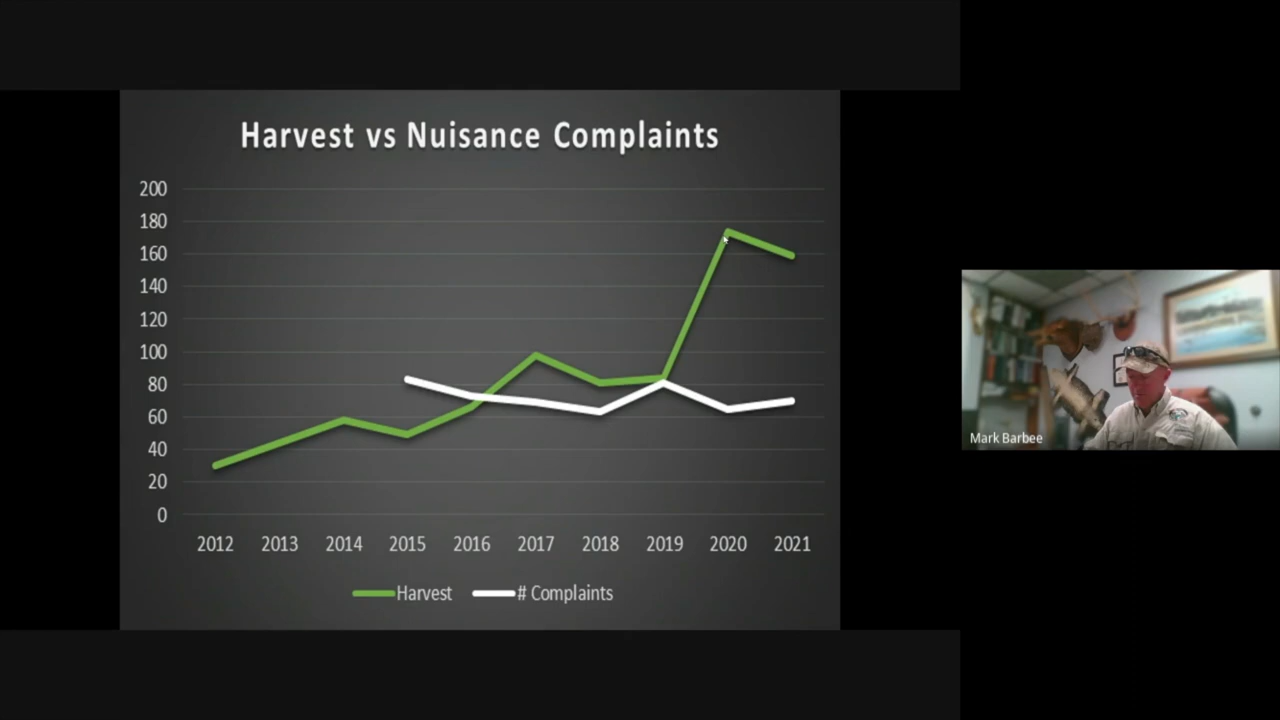 Harvest vs Nuisance Complaints
200
180
160
140
120
100
80
60
40
20
0
2012 2013 2014 2015 2016 2017 2018 2019 2020 2021
Harvest # Complaints
Mark Barbee